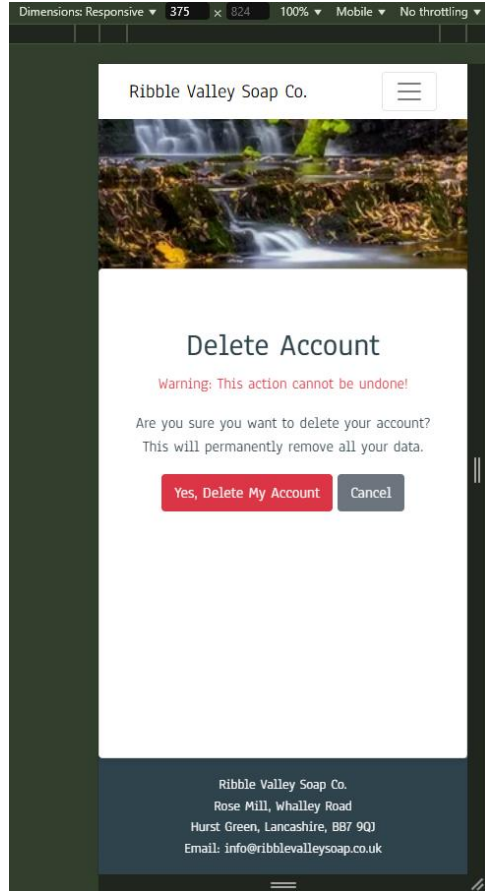 Dimensions: Responsive ▼ 375 × 824 100% ▼ Mobile ▼ No throttling ▼
Ribble Valley Soap Co.
Delete Account
Warning: This action cannot be undone!
Are you sure you want to delete your account?
This will permanently remove all your data.
Yes, Delete My Account Cancel
Ribble Valley Soap Co.
Rose Mill, Whalley Road
Hurst Green, Lancashire, BB7 9QJ
Email: info@ribblevalleysoap.co.uk